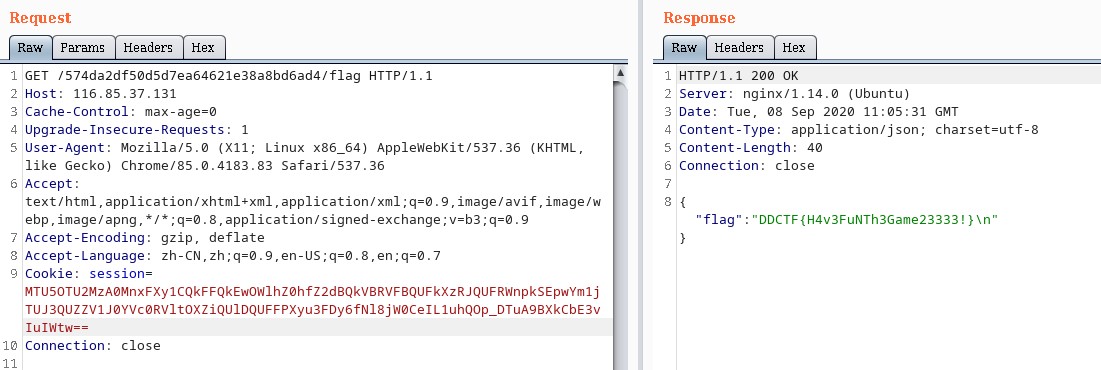 Request
Raw Params Headers Hex
1 GET /574da2df50d5d7ea64621e38a8bd6ad4/flag HTTP/1.1
2 Host: 116.85.37.131
3 Cache-Control: max-age=0
4 Upgrade-Insecure-Requests: 1
5 User-Agent: Mozilla/5.0 (X11; Linux x86_64) AppleWebKit/537.36 (KHTML,
like Gecko) Chrome/85.0.4183.83 Safari/537.36
6 Accept:
text/html,application/xhtml+xml,application/xml;q=0.9,image/avif,image/w
ebp,image/apng,*/*;q=0.8,application/signed-exchange;v=b3;q=0.9
7 Accept-Encoding: gzip, deflate
8 Accept-Language: zh-CN,zh;q=0.9,en-US;q=0.8,en;q=0.7
9 Cookie: session=
MTU5OTU2MzA0MnxFXy1CQkFFQkEwOWlhZ0hfZ2dBQkVBRVFBQUFkXzRJQUFRWnpkSEpwYm1j
TUJ3QUZZV1J0YVc0RVltOXZiQUlDQUFFPXyu3FDy6fNl8jW0CeIL1uhQOp_DTuA9BXkCbE3v
IuIWtw==
10 Connection: close
11
Response
Raw Headers Hex
1 HTTP/1.1 200 OK
2 Server: nginx/1.14.0 (Ubuntu)
3 Date: Tue, 08 Sep 2020 11:05:31 GMT
4 Content-Type: application/json; charset=utf-8
5 Content-Length: 40
6 Connection: close
7
8 {
"flag":"DDCTF{H4v3FuNTh3Game23333!}\n"
}